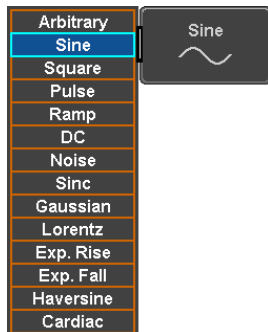 Arbitrary
Sine
Sine
Square
Pulse
Ramp
DC
Noise
Sinc
Gaussian
Lorentz
Exp. Rise
Exp. Fall
Haversine
Cardiac